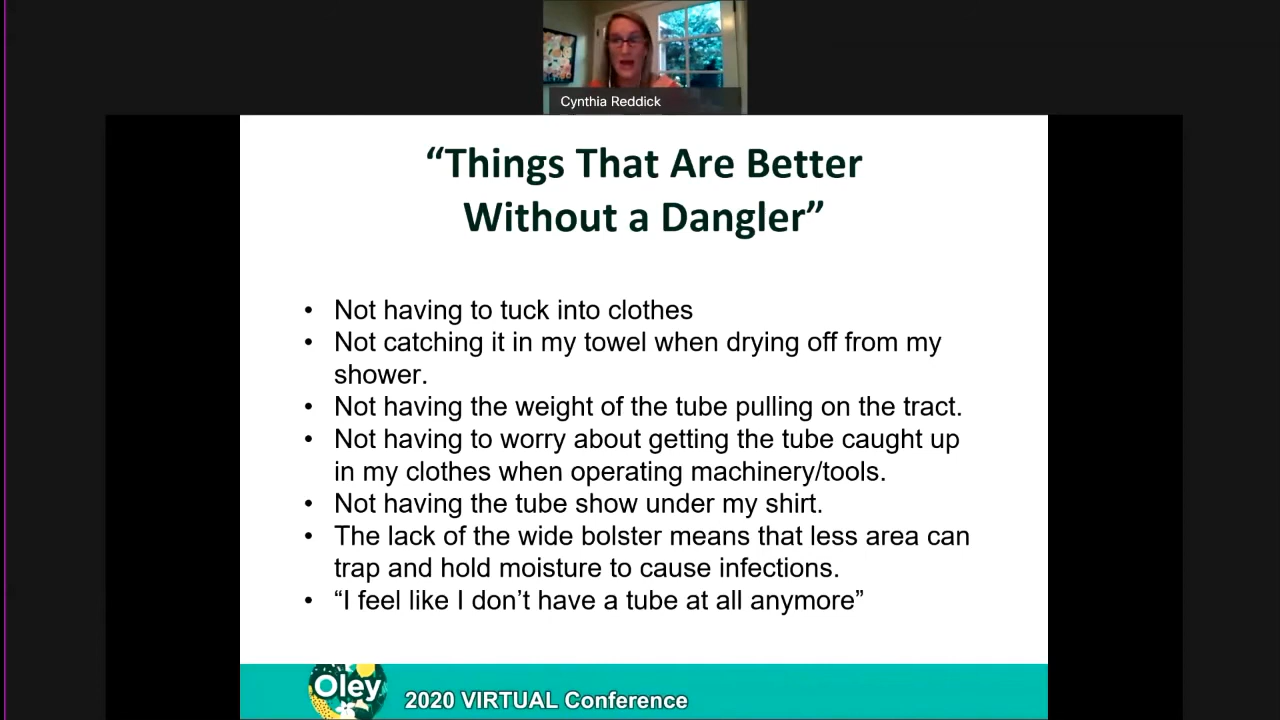 Cynthia Reddick
“Things That Are Better
Without a Dangler”
• Not having to tuck into clothes
• Not catching it in my towel when drying off from my
shower.
• Not having the weight of the tube pulling on the tract.
• Not having to worry about getting the tube caught up
in my clothes when operating machinery/tools.
• Not having the tube show under my shirt.
• The lack of the wide bolster means that less area can
trap and hold moisture to cause infections.
• “I feel like I don’t have a tube at all anymore”
Oley
2020 VIRTUAL Conference